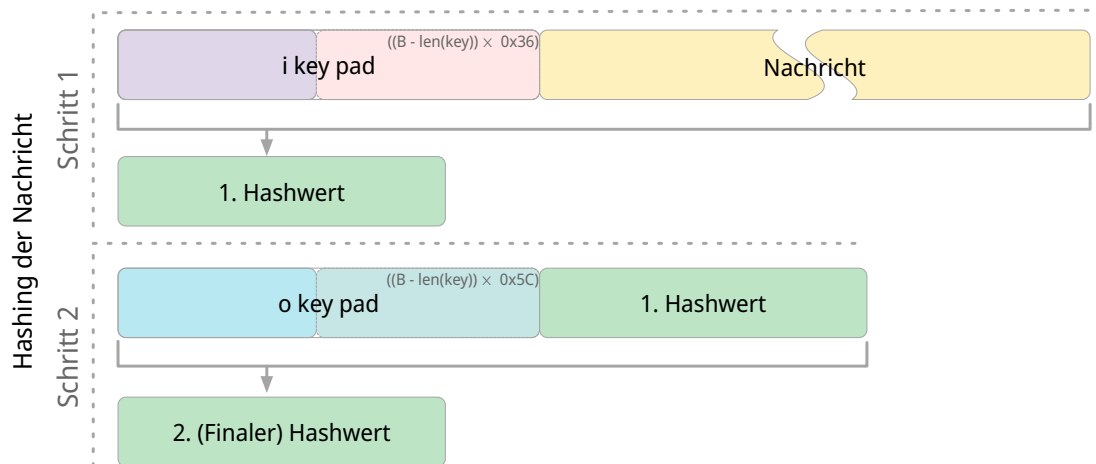 Hashing der Nachricht
Schritt 1
((B - len(key)) × 0x36)
i key pad
Nachricht
1. Hashwert
Schritt 2
((B - len(key)) × 0x5C)
o key pad
1. Hashwert
2. (Finaler) Hashwert